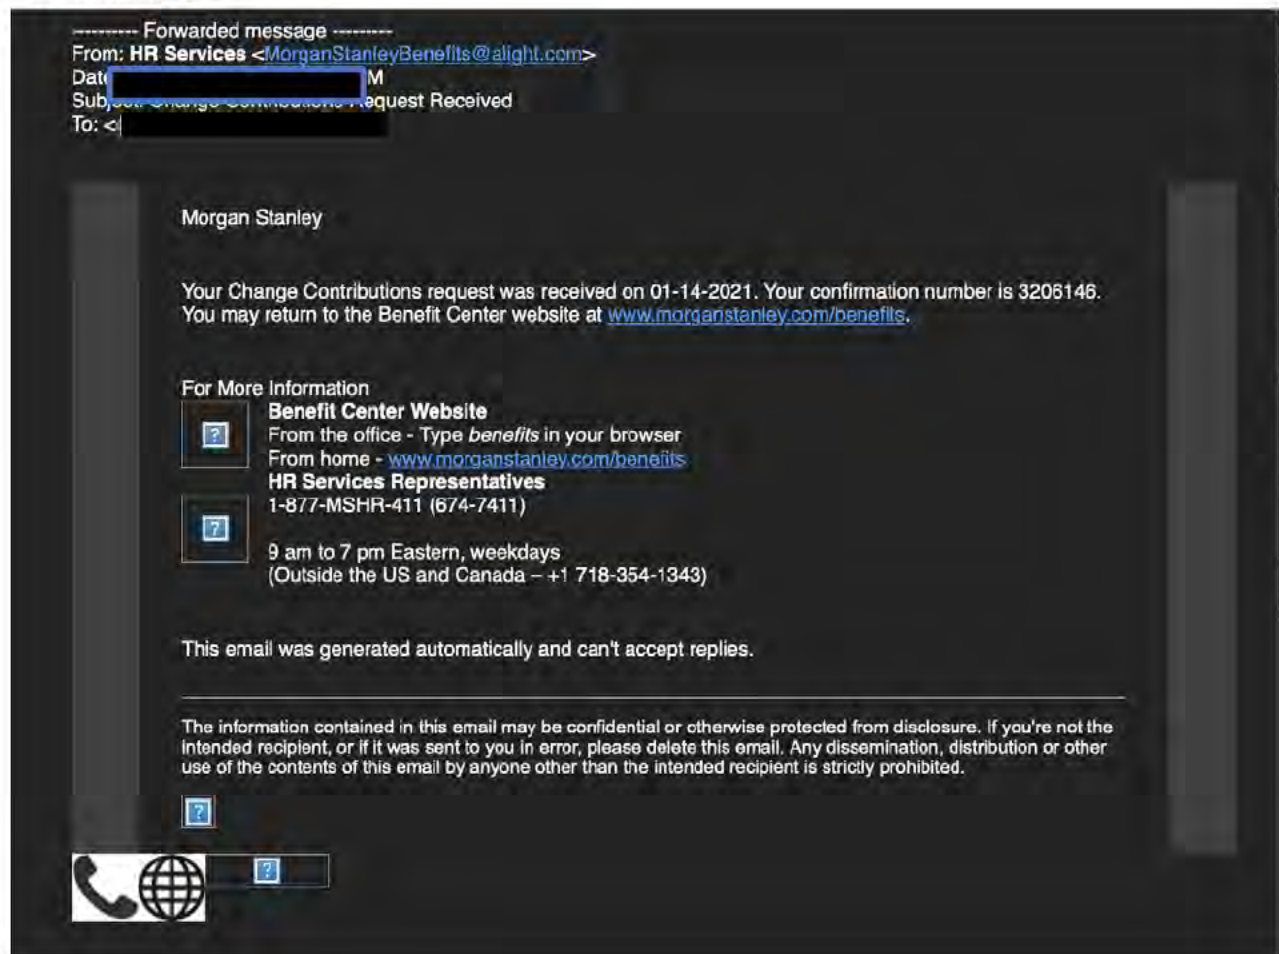 ---------- Forwarded message ---------
From: HR Services <MorganStanleyBenefits@alight.com>
Date M
Subject: Change Contributions Request Received
To: <
Morgan Stanley
Your Change Contributions request was received on 01-14-2021. Your confirmation number is 3206146.
You may return to the Benefit Center website at www.morganstanley.com/benefits.
For More Information
Benefit Center Website
From the office - Type benefits in your browser
From home - www.morganstanley.com/benefits
HR Services Representatives
1-877-MSHR-411 (674-7411)
9 am to 7 pm Eastern, weekdays
(Outside the US and Canada – +1 718-354-1343)
This email was generated automatically and can't accept replies.
The information contained in this email may be confidential or otherwise protected from disclosure. If you're not the
intended recipient, or if it was sent to you in error, please delete this email. Any dissemination, distribution or other
use of the contents of this email by anyone other than the intended recipient is strictly prohibited.